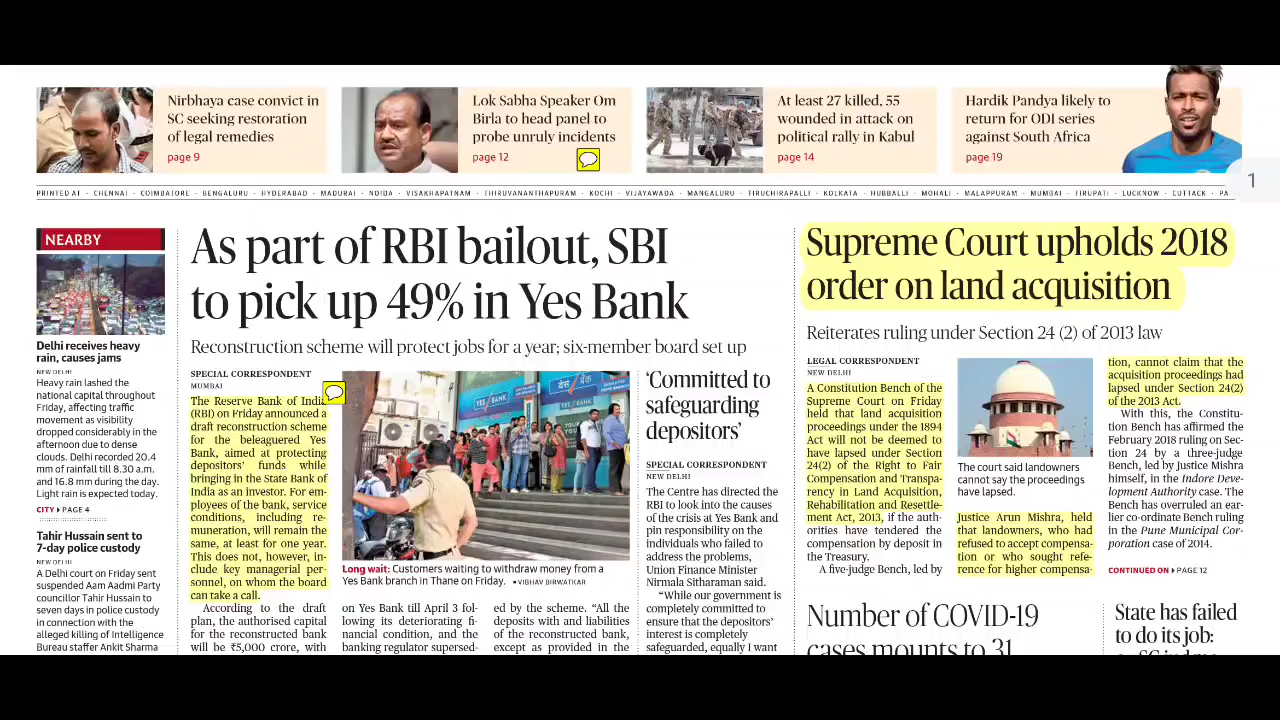 Nirbhaya case convict in
SC seeking restoration
of legal remedies
page 9
Lok Sabha Speaker Om
Birla to head panel to
probe unruly incidents
page 12
At least 27 killed, 55
wounded in attack on
political rally in Kabul
page 14
Hardik Pandya likely to
return for ODI series
against South Africa
page 19
1
PRINTED AT · CHENNAI · COIMBATORE · BENGALURU · HYDERABAD · MADURAI · NOIDA · VISAKHAPATNAM · THIRUVANANTHAPURAM · KOCHI · VIJAYAWADA · MANGALURU · TIRUCHIRAPALLI · KOLKATA · HUBBALLI · MOHALI · MALAPPURAM · MUMBAI · TIRUPATI · LUCKNOW · CUTTACK · PA
NEARBY
Delhi receives heavy
rain, causes jams
NEW DELHI
Heavy rain lashed the
national capital throughout
Friday, affecting traffic
movement as visibility
dropped considerably in the
afternoon due to dense
clouds. Delhi recorded 20.4
mm of rainfall till 8.30 a.m.
and 16.8 mm during the day.
Light rain is expected today.
CITY PAGE 4
Tahir Hussain sent to
7-day police custody
NEW DELHI
A Delhi court on Friday sent
suspended Aam Aadmi Party
councillor Tahir Hussain to
seven days in police custody
in connection with the
alleged killing of Intelligence
Bureau staffer Ankit Sharma
As part of RBI bailout, SBI
to pick up 49% in Yes Bank
Reconstruction scheme will protect jobs for a year; six-member board set up
SPECIAL CORRESPONDENT
MUMBAI
The Reserve Bank of India
(RBI) on Friday announced a
draft reconstruction scheme
for the beleaguered Yes
Bank, aimed at protecting
depositors' funds while
bringing in the State Bank of
India as an investor. For em-
ployees of the bank, service
conditions, including re-
muneration, will remain the
same, at least for one year.
This does not, however, in-
clude key managerial per-
sonnel, on whom the board
can take a call.
According to the draft
plan, the authorised capital
for the reconstructed bank
will be ₹5,000 crore, with
YES BANK
Long wait: Customers waiting to withdraw money from a
Yes Bank branch in Thane on Friday. ▪ VIBHAV BIRWATKAR
on Yes Bank till April 3 fol-
lowing its deteriorating fi-
nancial condition, and the
banking regulator supersed-
ed by the scheme. "All the
deposits with and liabilities
of the reconstructed bank,
except as provided in the
'Committed to
safeguarding
depositors'
SPECIAL CORRESPONDENT
NEW DELHI
The Centre has directed the
RBI to look into the causes
of the crisis at Yes Bank and
pin responsibility on the
individuals who failed to
address the problems,
Union Finance Minister
Nirmala Sitharaman said.
"While our government is
completely committed to
ensure that the depositors'
interest is completely
safeguarded, equally I want
Supreme Court upholds 2018
order on land acquisition
Reiterates ruling under Section 24 (2) of 2013 law
LEGAL CORRESPONDENT
NEW DELHI
A Constitution Bench of the
Supreme Court on Friday
held that land acquisition
proceedings under the 1894
Act will not be deemed to
have lapsed under Section
24(2) of the Right to Fair
Compensation and Transpa-
rency in Land Acquisition,
Rehabilitation and Resettle-
ment Act, 2013, if the auth-
orities have tendered the
compensation by deposit in
the Treasury.
A five-judge Bench, led by
The court said landowners
cannot say the proceedings
have lapsed.
Justice Arun Mishra, held
that landowners, who had
refused to accept compensa-
tion or who sought refe-
rence for higher compensa-
tion, cannot claim that the
acquisition proceedings had
lapsed under Section 24(2)
of the 2013 Act.
With this, the Constitu-
tion Bench has affirmed the
February 2018 ruling on Sec-
tion 24 by a three-judge
Bench, led by Justice Mishra
himself, in the Indore Deve-
lopment Authority case. The
Bench has overruled an ear-
lier co-ordinate Bench ruling
in the Pune Municipal Cor-
poration case of 2014.
CONTINUED ON PAGE 12
Number of COVID-19
cases mounts to 31
State has failed
to do its job: